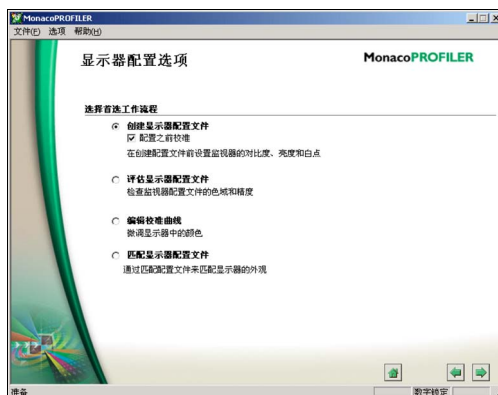 MonacoPROFILER
文件(F) 选项 帮助(H)
显示器配置选项
MonacoPROFILER
选择首选工作流程
创建显示器配置文件
配置之前校准
在创建配置文件前设置监视器的对比度、亮度和白点
评估显示器配置文件
检查监视器配置文件的色域和精度
编辑校准曲线
微调显示器中的颜色
匹配显示器配置文件
通过匹配配置文件来匹配显示器的外观
准备
数字锁定